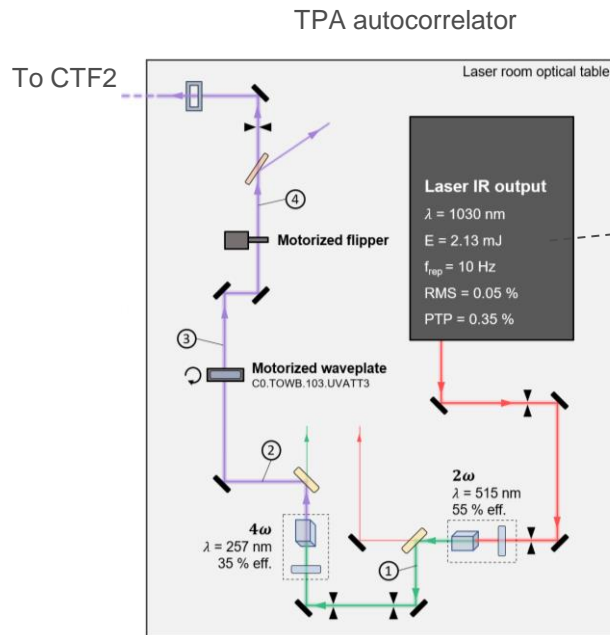 TPA autocorrelator
To CTF2
Laser room optical table
Laser IR output
λ = 1030 nm
E = 2.13 mJ
f_rep = 10 Hz
RMS = 0.05 %
PTP = 0.35 %
④
Motorized flipper
③
Motorized waveplate
C0.TOWB.103.UVATT3
②
2ω
λ = 515 nm
55 % eff.
4ω
λ = 257 nm
35 % eff.
①